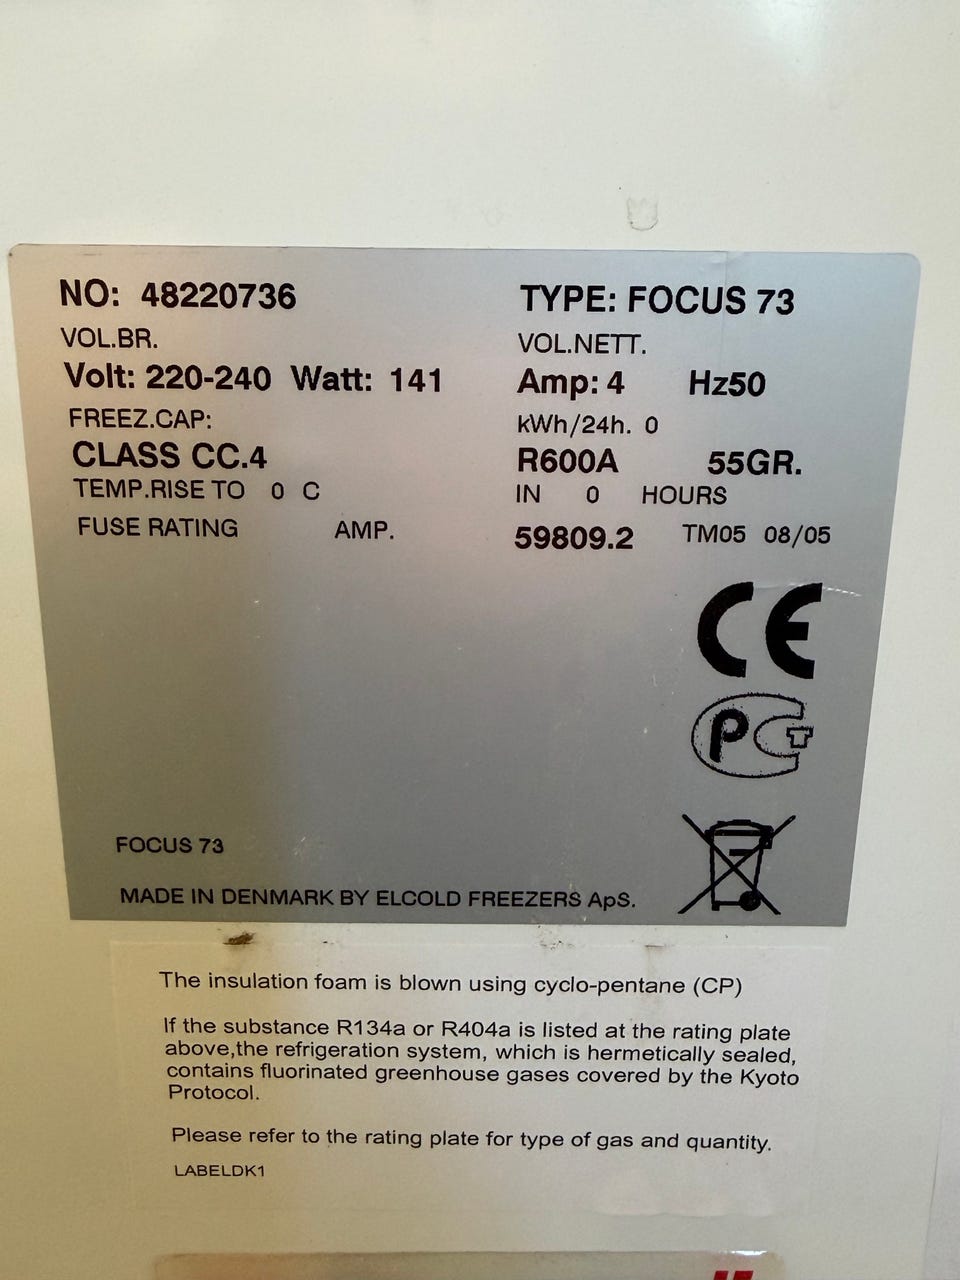 NO: 48220736 TYPE: FOCUS 73
VOL.BR. VOL.NETT.
Volt: 220-240 Watt: 141 Amp: 4 Hz50
FREEZ.CAP: kWh/24h. 0
CLASS CC.4 R600A 55GR.
TEMP.RISE TO 0 C IN 0 HOURS
FUSE RATING AMP. 59809.2 TM05 08/05
CE
PCT
FOCUS 73
MADE IN DENMARK BY ELCOLD FREEZERS ApS.
The insulation foam is blown using cyclo-pentane (CP)
If the substance R134a or R404a is listed at the rating plate
above,the refrigeration system, which is hermetically sealed,
contains fluorinated greenhouse gases covered by the Kyoto
Protocol.
Please refer to the rating plate for type of gas and quantity.
LABELDK1